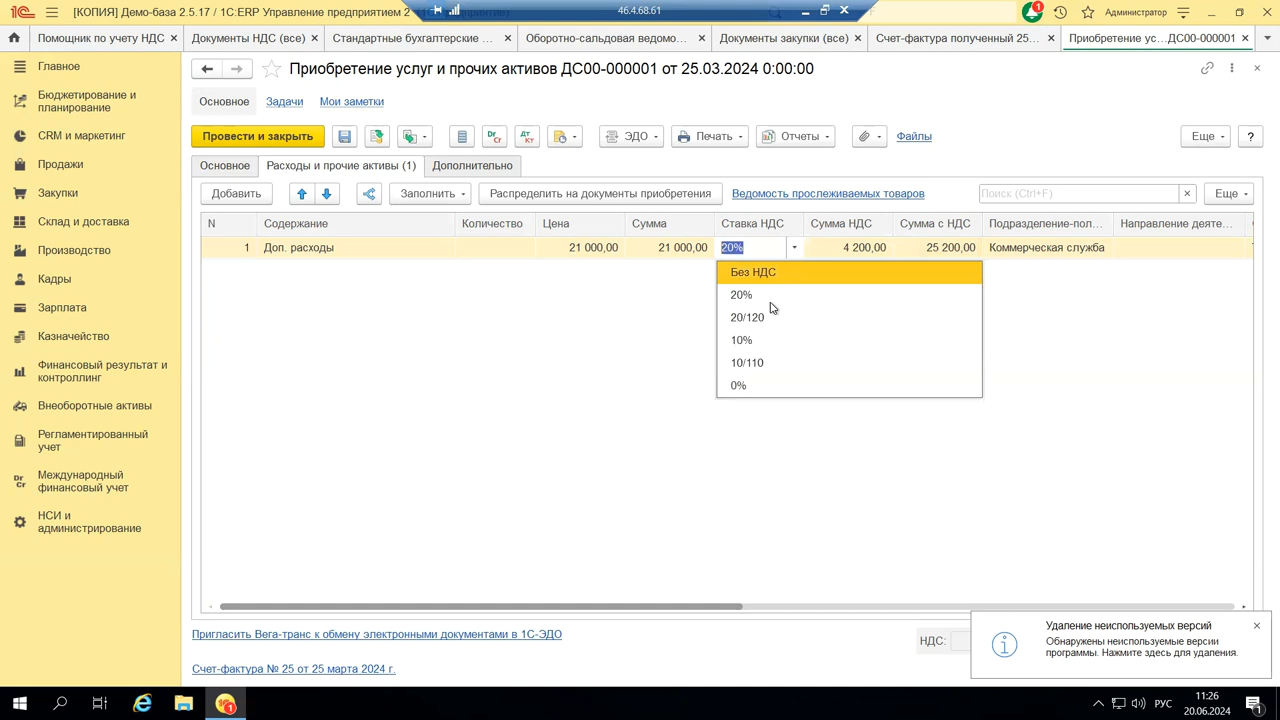 [КОПИЯ] Демо-база 2.5.17 / 1С:ERP Управление предприятием 2
46.4.68.61
Администратор
Помощник по учету НДС
Документы НДС (все)
Стандартные бухгалтерские ...
Оборотно-сальдовая ведомо...
Документы закупки (все)
Счет-фактура полученный 25...
Приобретение ус...ДС00-000001
Главное
Бюджетирование и
планирование
CRM и маркетинг
Продажи
Закупки
Склад и доставка
Производство
Кадры
Зарплата
Казначейство
Финансовый результат и
контроллинг
Внеоборотные активы
Регламентированный
учет
Международный
финансовый учет
НСИ и
администрирование
Приобретение услуг и прочих активов ДС00-000001 от 25.03.2024 0:00:00
Основное Задачи Мои заметки
Провести и закрыть ЭДО Печать Отчеты Файлы Еще ?
Основное Расходы и прочие активы (1) Дополнительно
Добавить Заполнить Распределить на документы приобретения Ведомость прослеживаемых товаров Поиск (Ctrl+F) Еще
N Содержание Количество Цена Сумма Ставка НДС Сумма НДС Сумма с НДС Подразделение-пол... Направление деяте...
1 Доп. расходы 21 000,00 21 000,00 20% 4 200,00 25 200,00 Коммерческая служба
Без НДС
20%
20/120
10%
10/110
0%
Пригласить Вега-транс к обмену электронными документами в 1С-ЭДО
НДС:
Счет-фактура № 25 от 25 марта 2024 г.
Удаление неиспользуемых версий
Обнаружены неиспользуемые версии
программы. Нажмите здесь для удаления.
РУС
11:26
20.06.2024